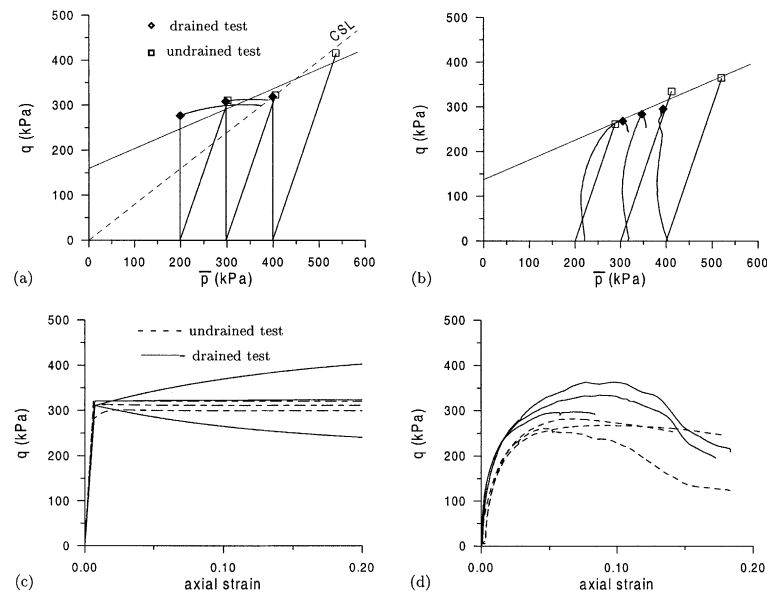 500
400
300
200
100
0
q (kPa)
◆ drained test
□ undrained test
CSL
0 100 200 300 400 500 600
(a)
p̅ (kPa)
500
400
300
200
100
0
q (kPa)
0 100 200 300 400 500 600
(b)
p̅ (kPa)
500
400
300
200
100
0
q (kPa)
undrained test
drained test
0.00 0.10 0.20
(c)
axial strain
500
400
300
200
100
0
q (kPa)
0.00 0.10 0.20
(d)
axial strain